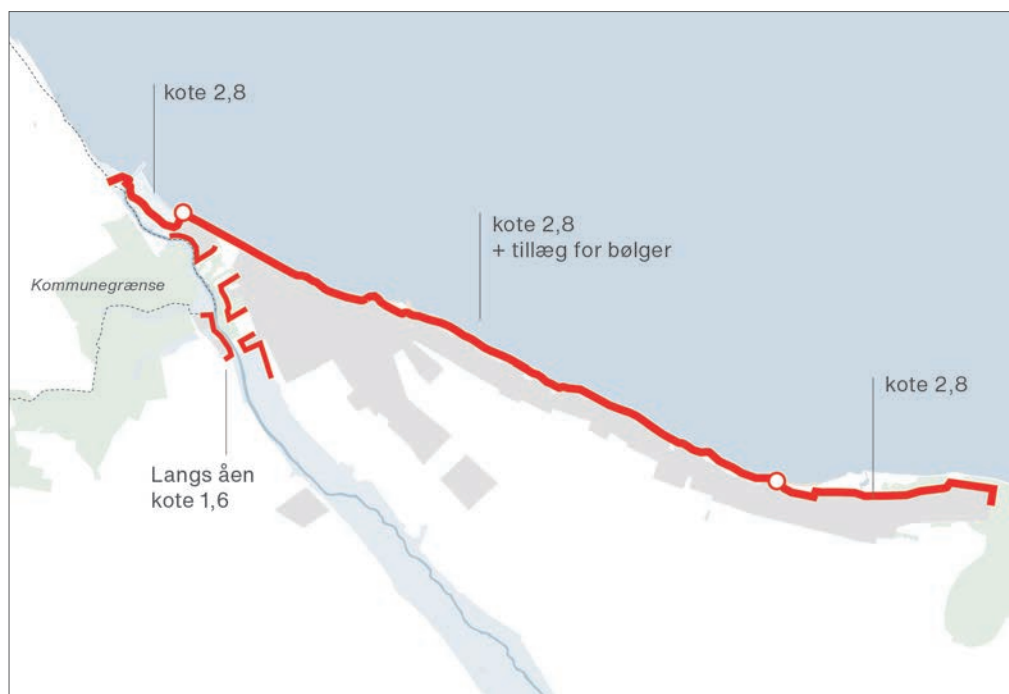 kote 2,8
kote 2,8
+ tillæg for bølger
Kommunegrænse
kote 2,8
Langs åen
kote 1,6